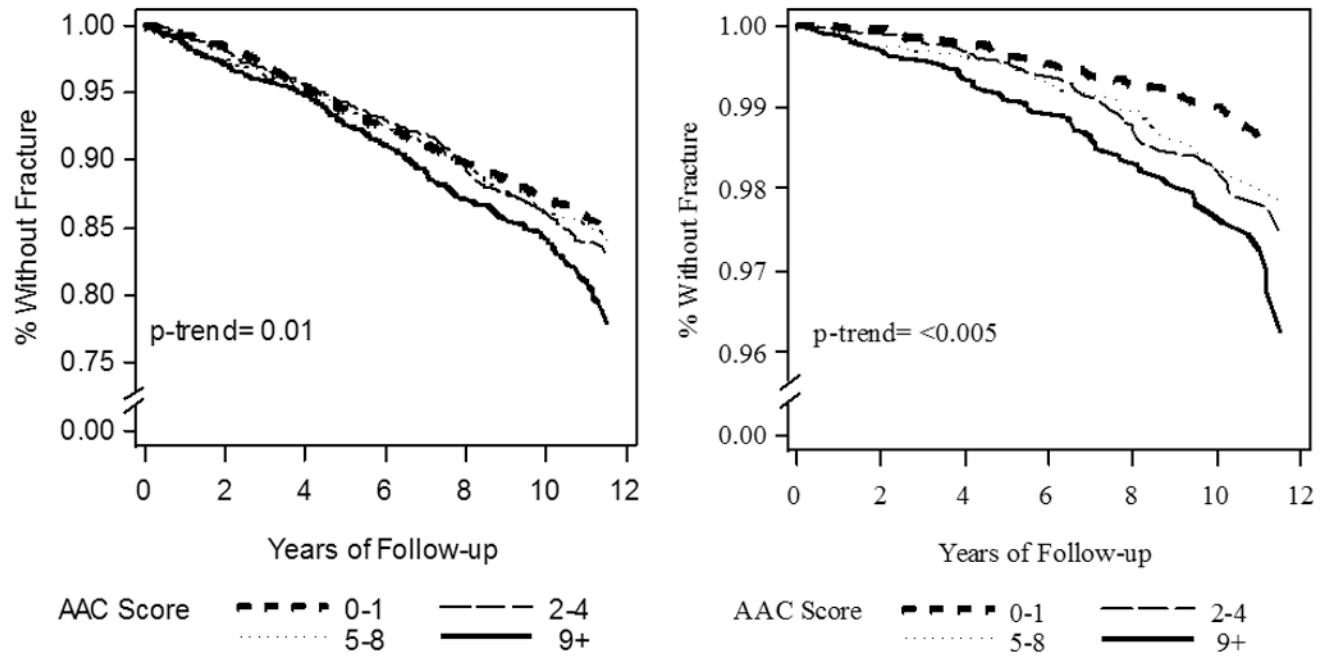 % Without Fracture
1.00
0.95
0.90
0.85
0.80
0.75
0.00
p-trend= 0.01
0 2 4 6 8 10 12
Years of Follow-up
AAC Score 0-1 2-4
5-8 9+
% Without Fracture
1.00
0.99
0.98
0.97
0.96
0.00
p-trend= <0.005
0 2 4 6 8 10 12
Years of Follow-up
AAC Score 0-1 2-4
5-8 9+